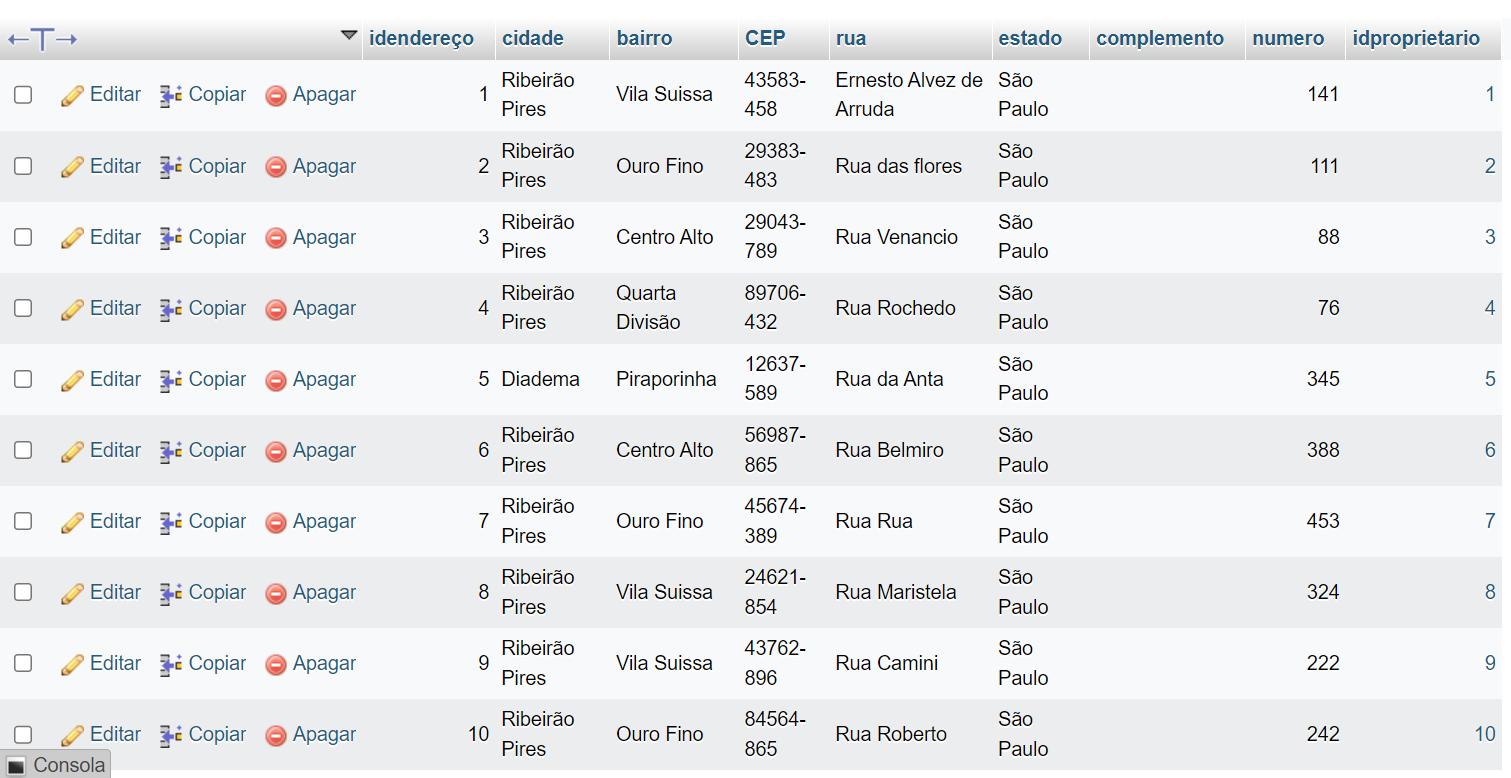 idendereço cidade bairro CEP rua estado complemento numero idproprietario
Editar Copiar Apagar 1 Ribeirão Pires Vila Suissa 43583-458 Ernesto Alvez de Arruda São Paulo 141 1
Editar Copiar Apagar 2 Ribeirão Pires Ouro Fino 29383-483 Rua das flores São Paulo 111 2
Editar Copiar Apagar 3 Ribeirão Pires Centro Alto 29043-789 Rua Venancio São Paulo 88 3
Editar Copiar Apagar 4 Ribeirão Pires Quarta Divisão 89706-432 Rua Rochedo São Paulo 76 4
Editar Copiar Apagar 5 Diadema Piraporinha 12637-589 Rua da Anta São Paulo 345 5
Editar Copiar Apagar 6 Ribeirão Pires Centro Alto 56987-865 Rua Belmiro São Paulo 388 6
Editar Copiar Apagar 7 Ribeirão Pires Ouro Fino 45674-389 Rua Rua São Paulo 453 7
Editar Copiar Apagar 8 Ribeirão Pires Vila Suissa 24621-854 Rua Maristela São Paulo 324 8
Editar Copiar Apagar 9 Ribeirão Pires Vila Suissa 43762-896 Rua Camini São Paulo 222 9
Editar Copiar Apagar 10 Ribeirão Pires Ouro Fino 84564-865 Rua Roberto São Paulo 242 10
Consola